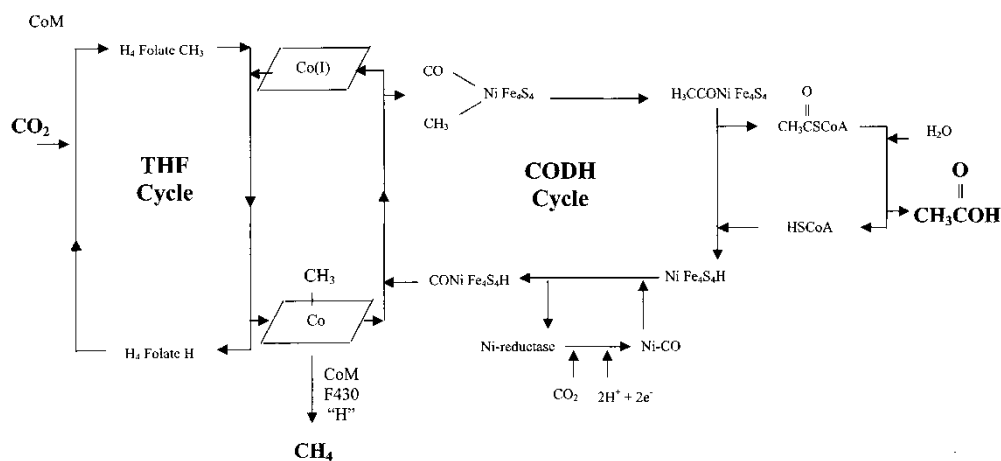 CoM
H₄ Folate CH₃
Co(I)
CO
Ni Fe₄S₄
CH₃
H₃CCONi Fe₄S₄
O
CH₃CSCoA
H₂O
CO₂
THF
Cycle
CODH
Cycle
O
CH₃COH
HSCoA
CH₃
Co
CONi Fe₄S₄H
Ni Fe₄S₄H
H₄ Folate H
Ni-reductase
Ni-CO
CO₂
2H⁺ + 2e⁻
CoM
F430
“H”
CH₄